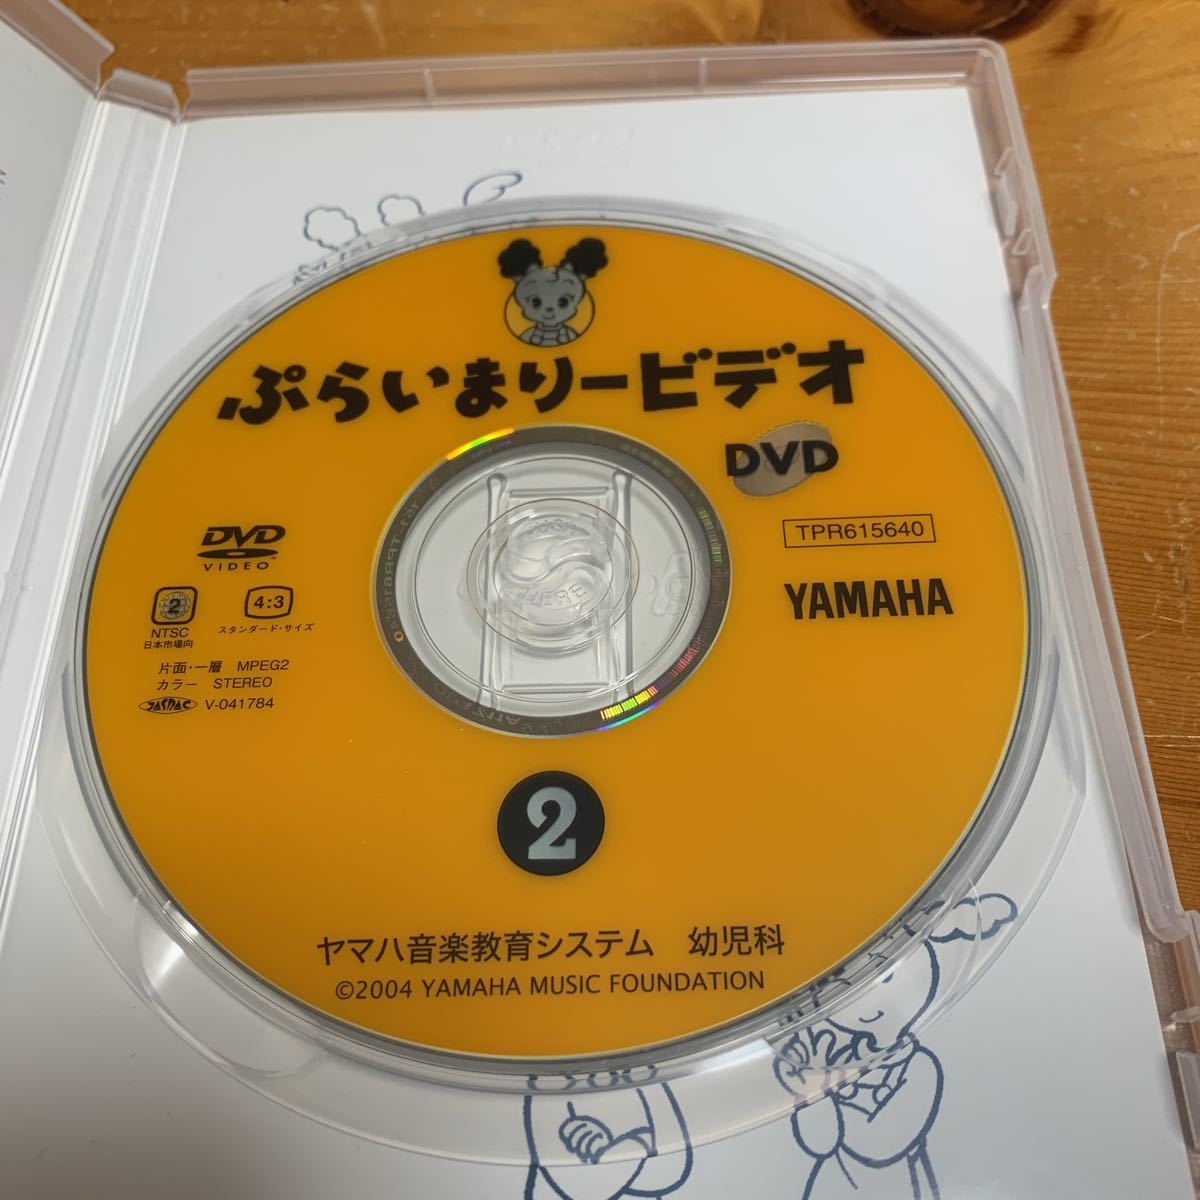 ぷらいまりービデオ
DVD
DVD
VIDEO
TPR615640
YAMAHA
2
4:3
NTSC
日本市場向
スタンダード・サイズ
片面・一層 MPEG2
カラー STEREO
JASRAC V-041784
2
ヤマハ音楽教育システム 幼児科
©2004 YAMAHA MUSIC FOUNDATION